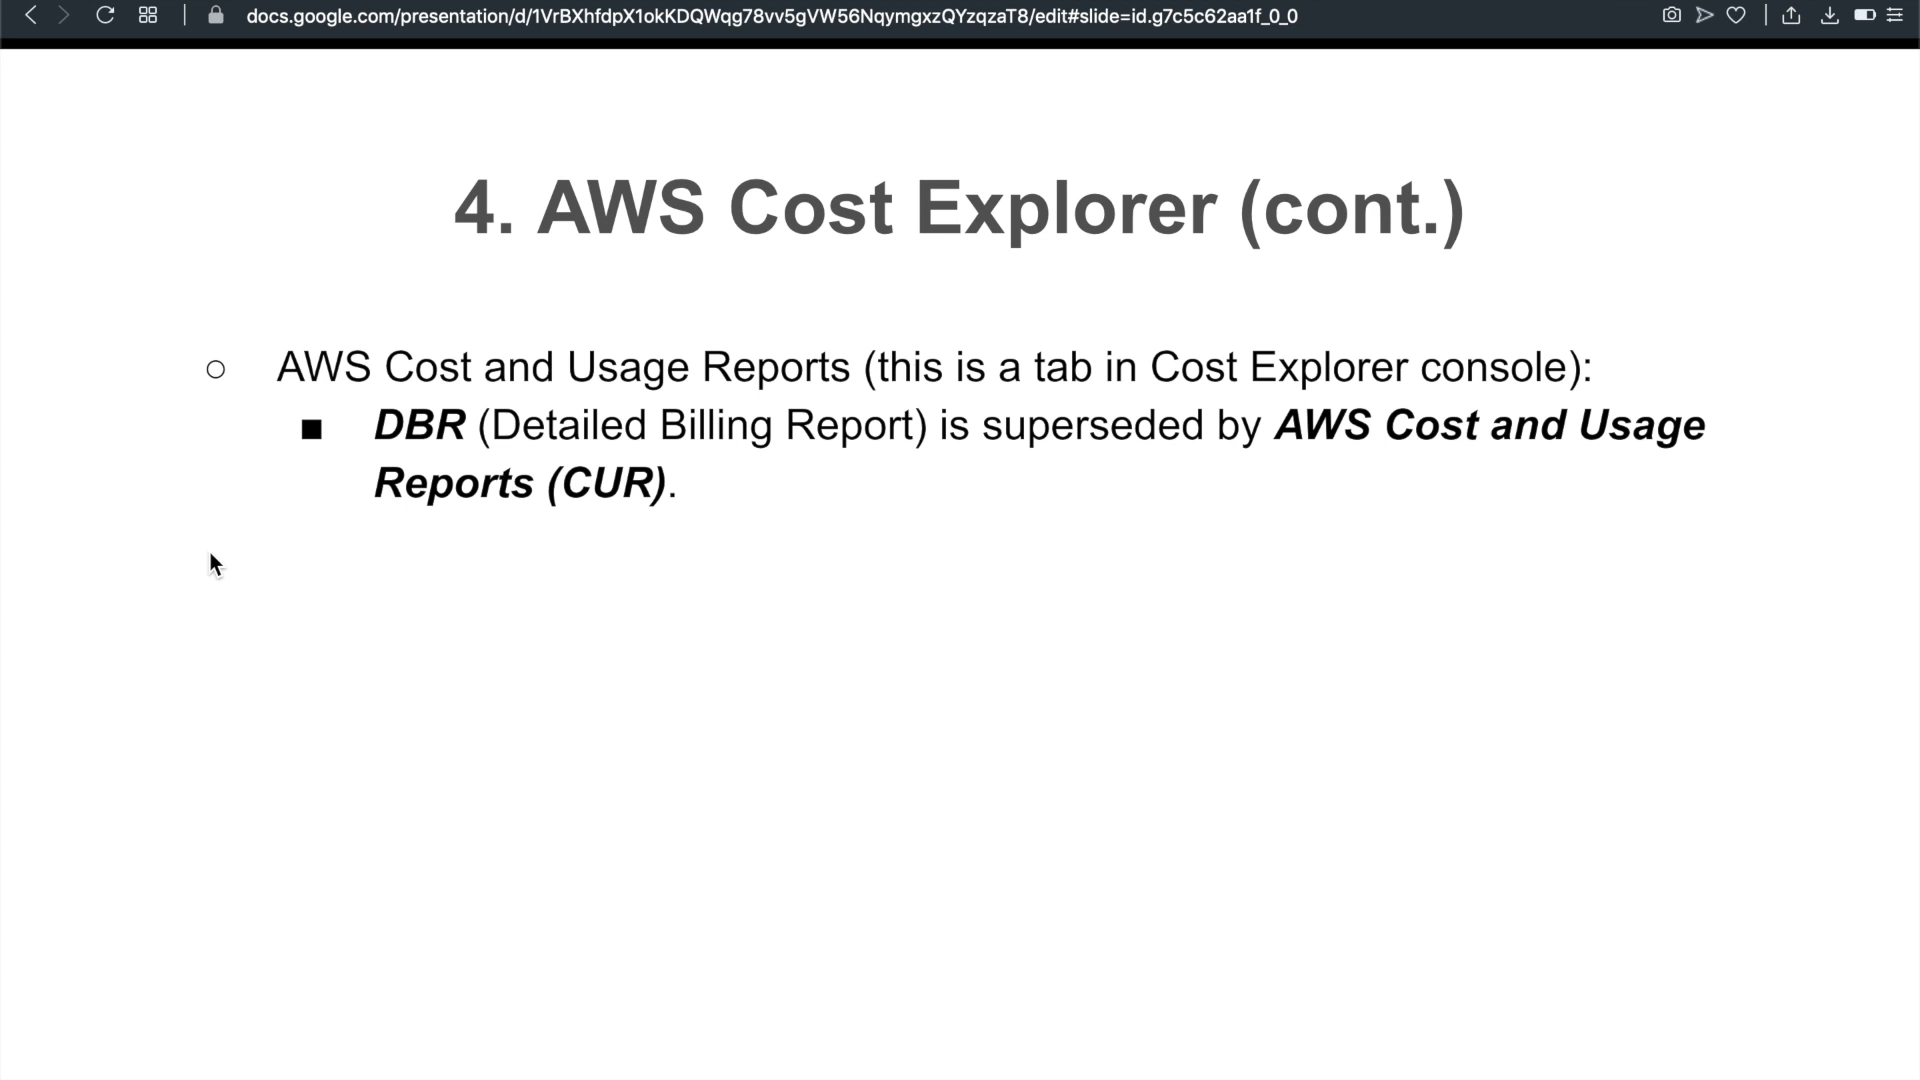 docs.google.com/presentation/d/1VrBXhfdpX1okKDQWqg78vv5gVW56NqymgxzQYzqzaT8/edit#slide=id.g7c5c62aa1f_0_0
4. AWS Cost Explorer (cont.)
○ AWS Cost and Usage Reports (this is a tab in Cost Explorer console):
■ DBR (Detailed Billing Report) is superseded by AWS Cost and Usage
Reports (CUR).